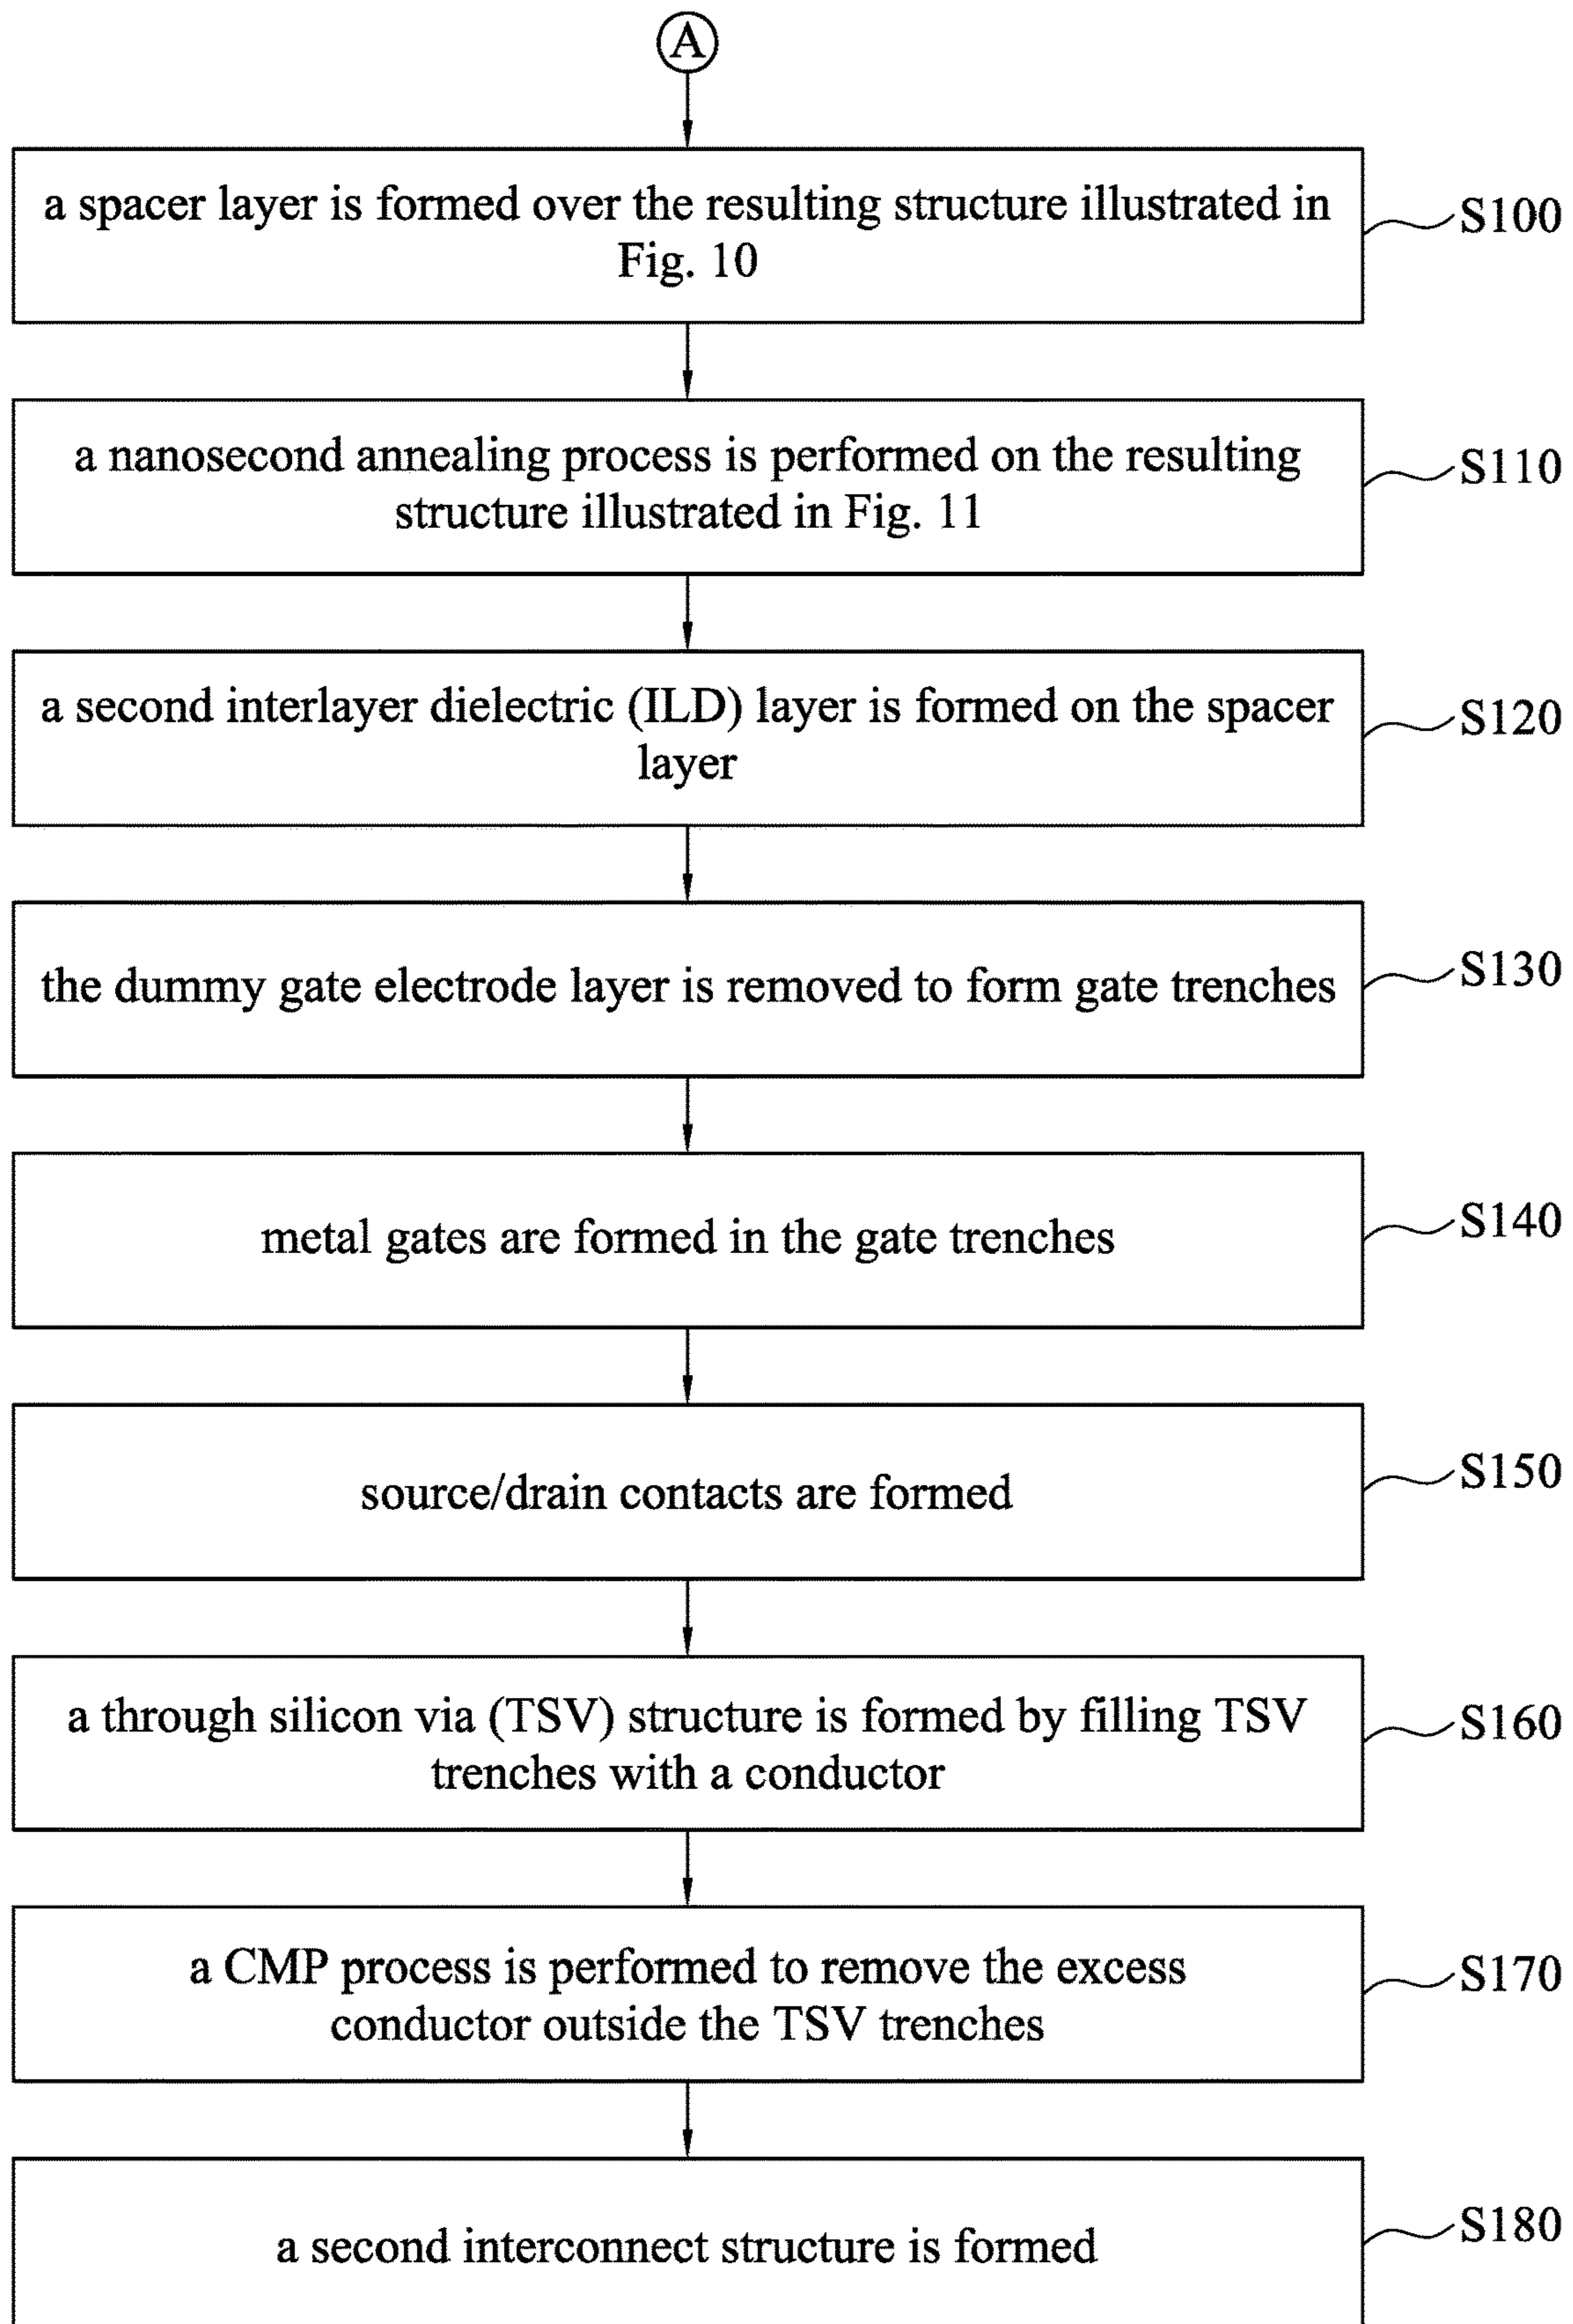 A
a spacer layer is formed over the resulting structure illustrated in
Fig. 10
S100
a nanosecond annealing process is performed on the resulting
structure illustrated in Fig. 11
S110
a second interlayer dielectric (ILD) layer is formed on the spacer
layer
S120
the dummy gate electrode layer is removed to form gate trenches
S130
metal gates are formed in the gate trenches
S140
source/drain contacts are formed
S150
a through silicon via (TSV) structure is formed by filling TSV
trenches with a conductor
S160
a CMP process is performed to remove the excess
conductor outside the TSV trenches
S170
a second interconnect structure is formed
S180